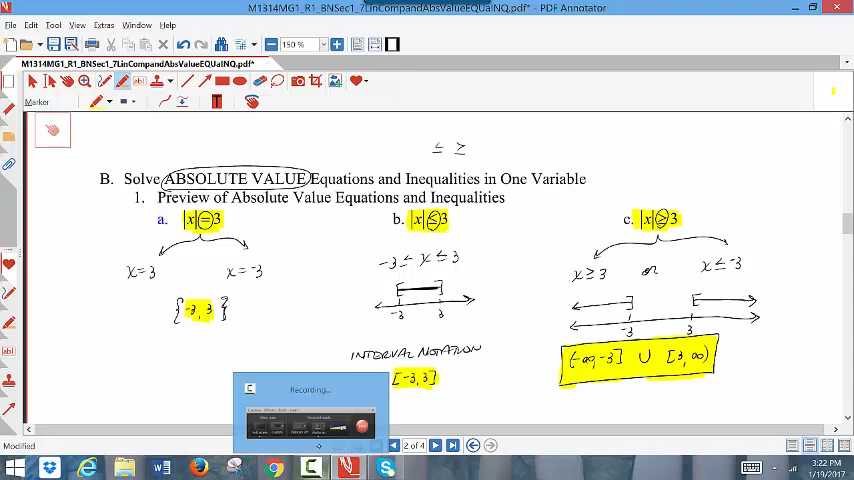 M1314MG1_R1_BNSec1_7LinCompandAbsValueEQUAINQ.pdf* - PDF Annotator
File Edit Tool View Tools Extras Window Help
150 %
M1314MG1_R1_BNSec1_7LinCompandAbsValueEQUAINQ.pdf*
Marker
≤ ≥
B. Solve ABSOLUTE VALUE Equations and Inequalities in One Variable
1. Preview of Absolute Value Equations and Inequalities
a. |x|=3 b. |x|≤3 c. |x|≥3
x=3 x=-3 -3≤ x ≤ 3 x≥3 or x≤-3
{-3, 3}
-3 3 -3 3
INTERVAL NOTATION
[-3,3] (-∞,-3] ∪ [3,∞)
Recording...
Modified
2 of 4
3:22 PM
1/19/2017